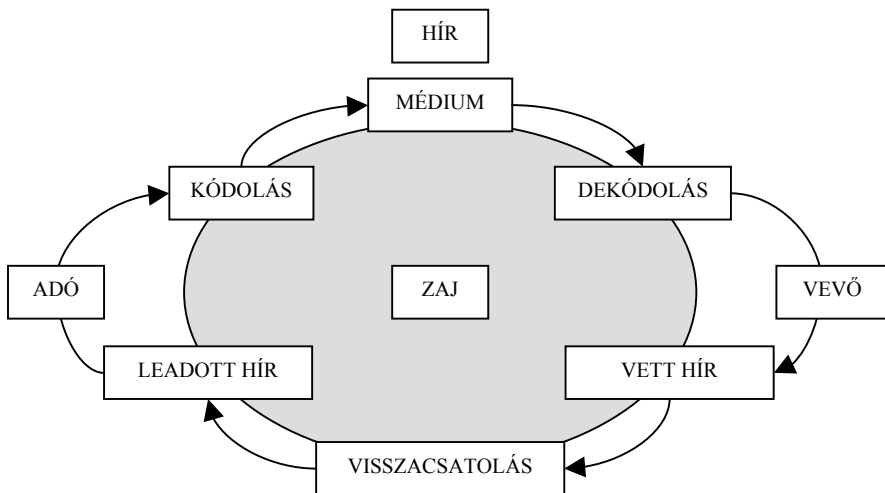 HÍR
MÉDIUM
KÓDOLÁS
DEKÓDOLÁS
ADÓ
ZAJ
VEVŐ
LEADOTT HÍR
VETT HÍR
VISSZACSATOLÁS